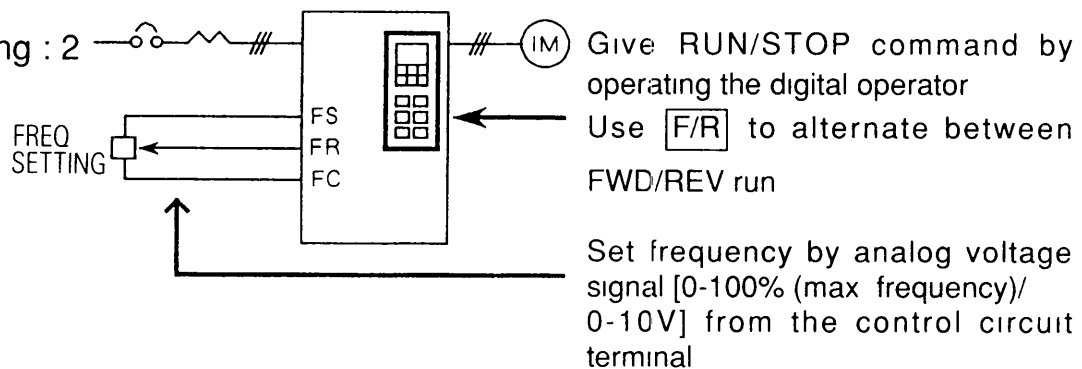 ng : 2
IM
Give RUN/STOP command by
operating the digital operator
Use F/R to alternate between
FWD/REV run
FREQ
SETTING
FS
FR
FC
Set frequency by analog voltage
signal [0-100% (max frequency)/
0-10V] from the control circuit
terminal